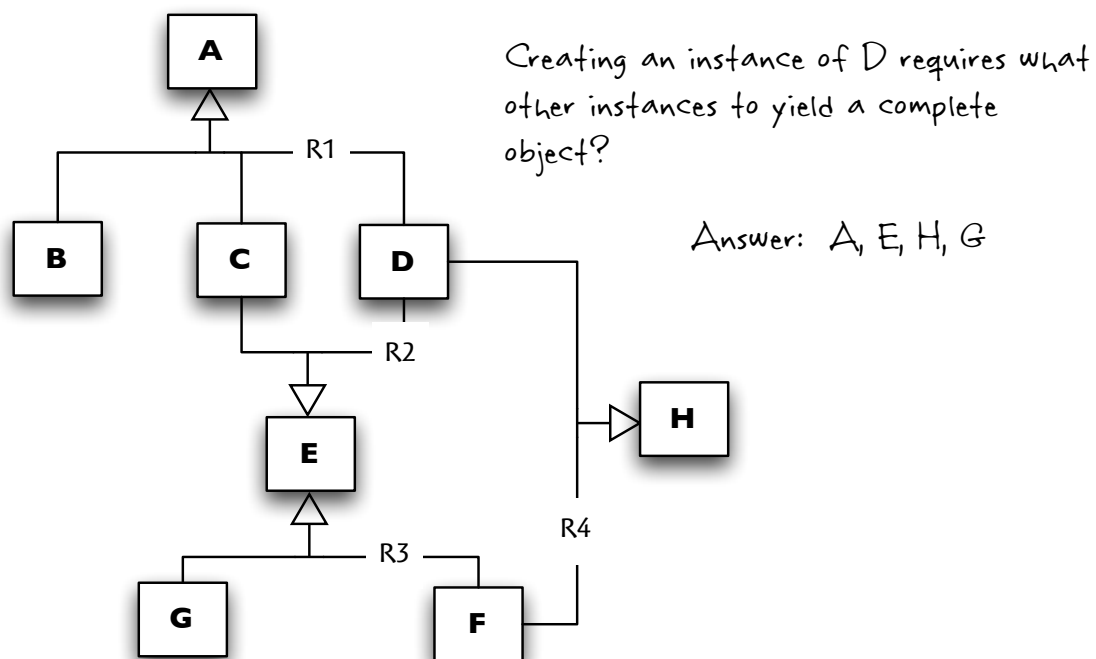 A
Creating an instance of D requires what
other instances to yield a complete
object?
R1
Answer: A, E, H, G
B
C
D
R2
H
E
R4
R3
G
F